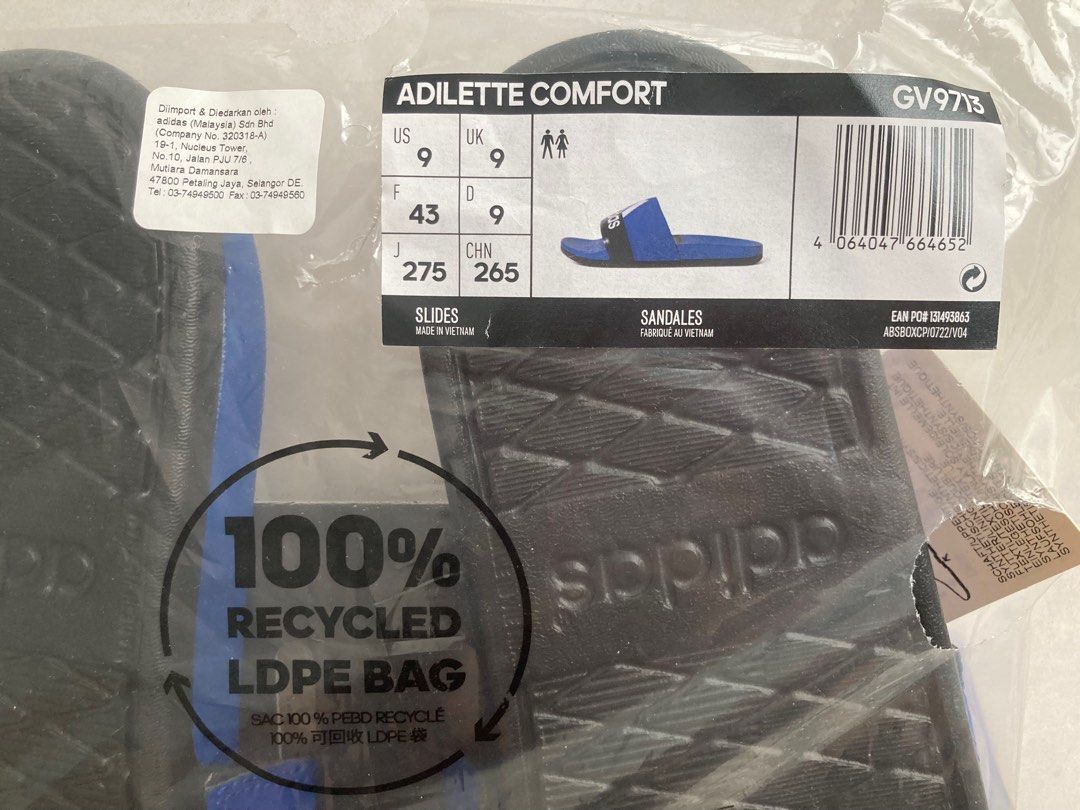 Diimport & Diedarkan oleh :
adidas (Malaysia) Sdn Bhd
(Company No. 320318-A)
19-1, Nucleus Tower,
No.10, Jalan PJU 7/6 ,
Mutiara Damansara
47800 Petaling Jaya, Selangor DE.
Tel : 03-74949500 Fax : 03-74949560
ADILETTE COMFORT GV9713
US 9 UK 9
F 43 D 9
J 275 CHN 265
4 064047 664652
SLIDES
MADE IN VIETNAM
SANDALES
FABRIQUÉ AU VIETNAM
EAN PO# 131493863
ABSBOXCP/0722/V04
adidas
100%
RECYCLED
LDPE BAG
SAC 100 % PEBD RECYCLÉ
100% 可回收 LDPE 袋